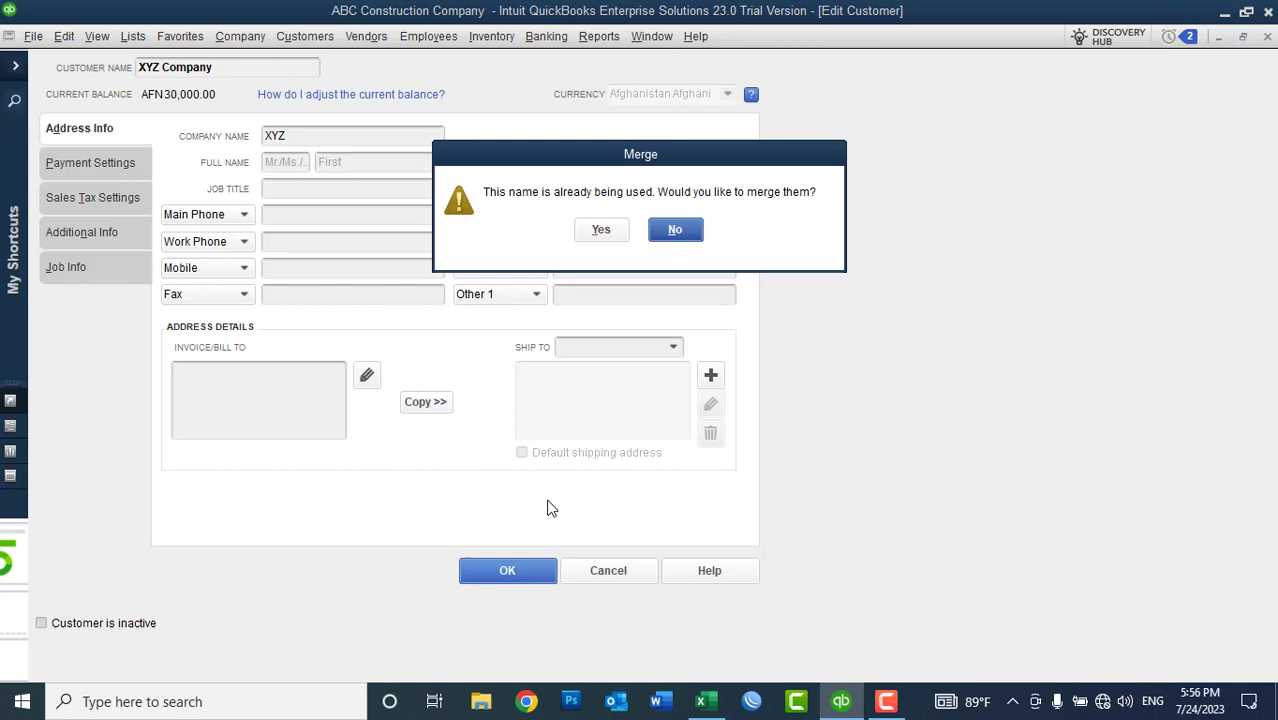 ABC Construction Company - Intuit QuickBooks Enterprise Solutions 23.0 Trial Version - [Edit Customer]
File Edit View Lists Favorites Company Customers Vendors Employees Inventory Banking Reports Window Help DISCOVERY HUB 2
CUSTOMER NAME XYZ Company
CURRENT BALANCE AFN30,000.00 How do I adjust the current balance? CURRENCY Afghanistan Afghani ?
Address Info
Payment Settings
Sales Tax Settings
Additional Info
Job Info
COMPANY NAME XYZ
FULL NAME Mr./Ms./.. First
JOB TITLE
Main Phone
Work Phone
Mobile
Fax Other 1
Merge
This name is already being used. Would you like to merge them?
Yes No
ADDRESS DETAILS
INVOICE/BILL TO SHIP TO
Copy >>
Default shipping address
OK Cancel Help
Customer is inactive
My Shortcuts
Type here to search Ps 89°F ENG 5:56 PM
7/24/2023